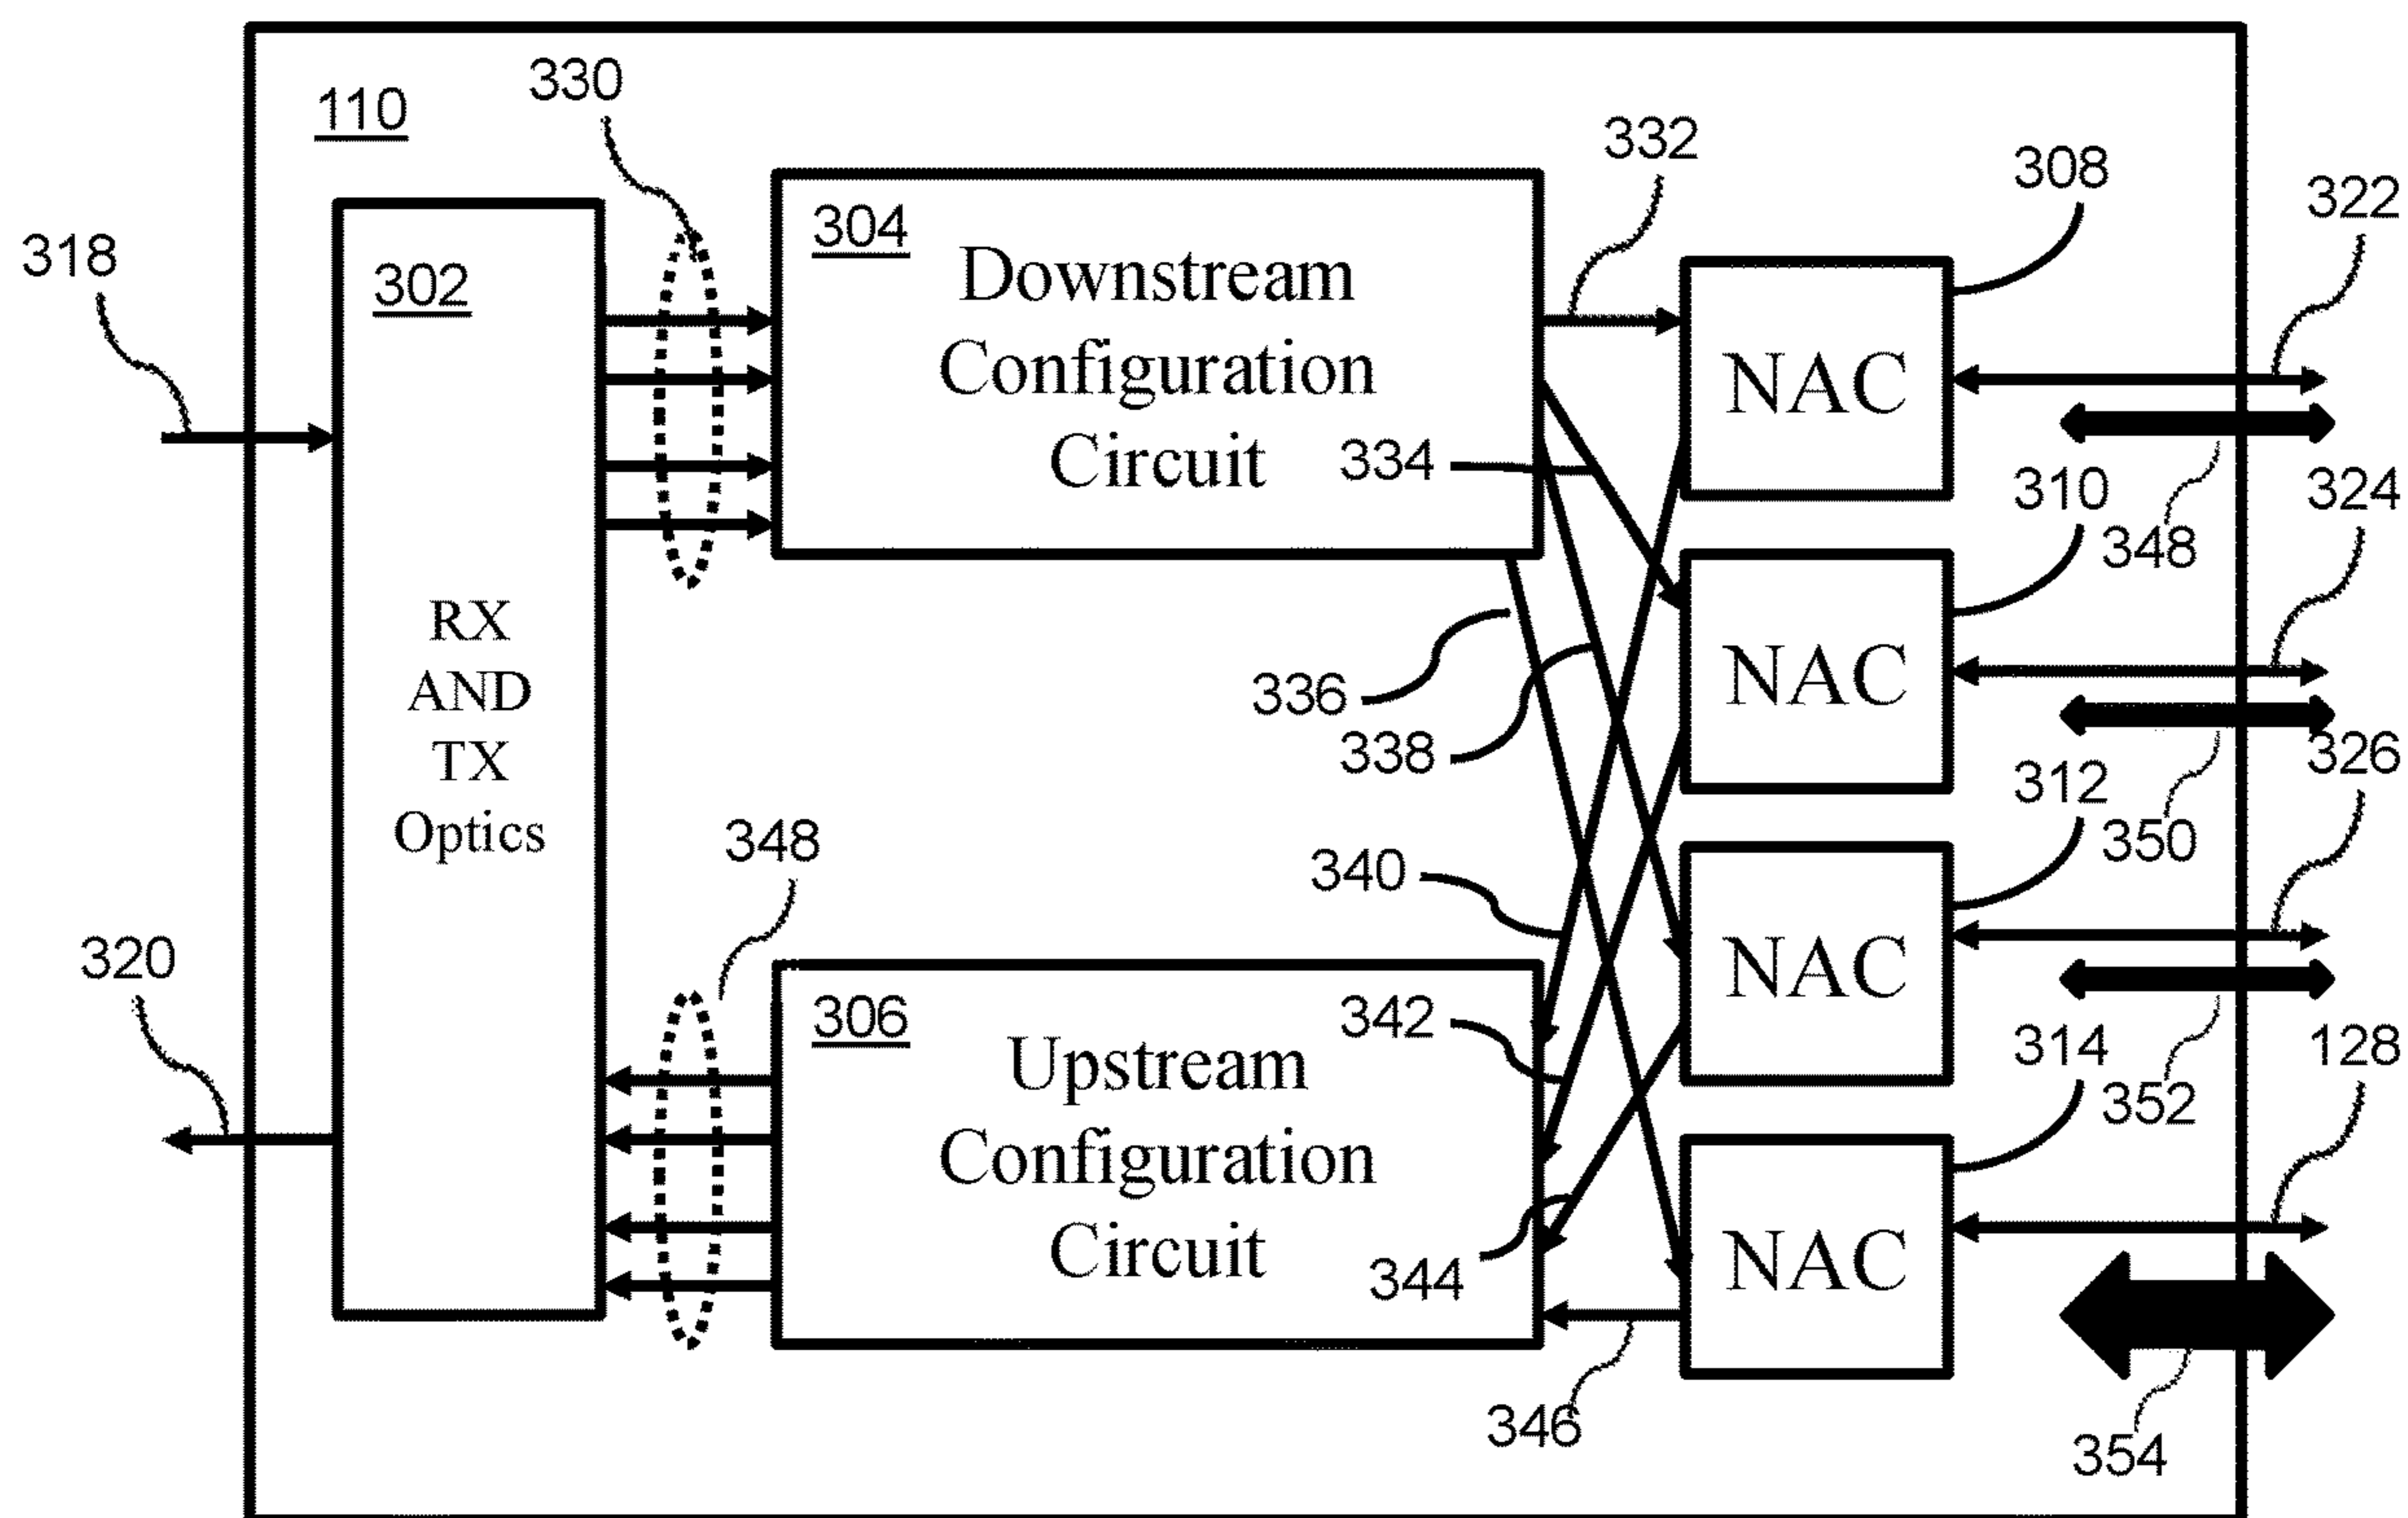 330
110
332
308
322
318
302
304
Downstream
Configuration
Circuit
334
NAC
348
310
324
RX
AND
TX
Optics
336
338
NAC
326
312
350
348
340
320
306
342
Upstream
Configuration
Circuit
344
NAC
314
128
352
NAC
346
354